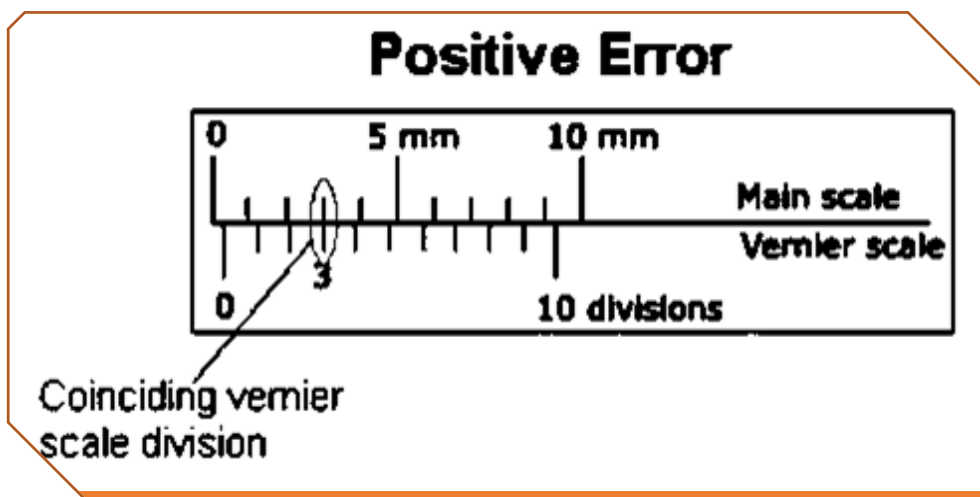 Positive Error
0 5 mm 10 mm
Main scale
Vernier scale
3
0 10 divisions
Coinciding vernier
scale division